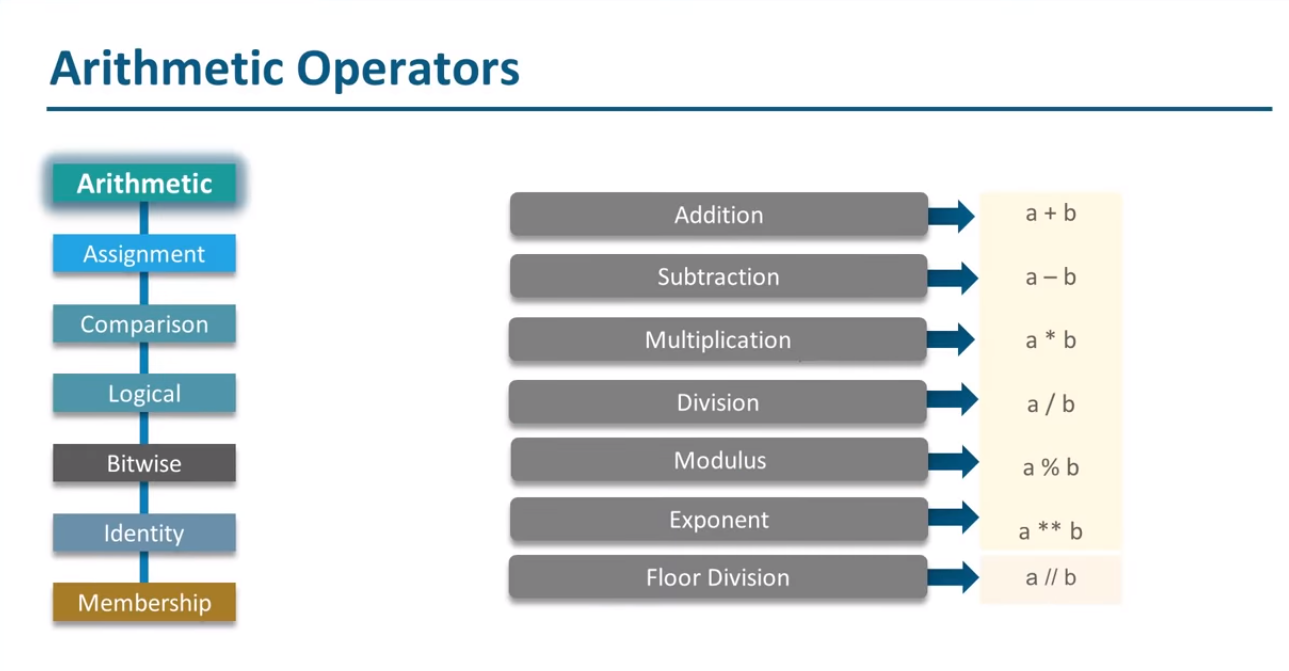 Arithmetic Operators
Arithmetic
Assignment
Comparison
Logical
Bitwise
Identity
Membership
Addition
a + b
Subtraction
a – b
Multiplication
a * b
Division
a / b
Modulus
a % b
Exponent
a ** b
Floor Division
a // b